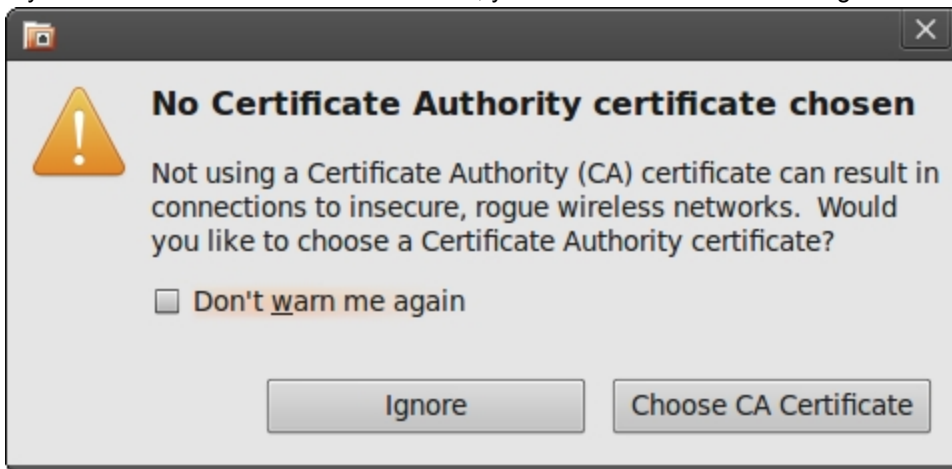 No Certificate Authority certificate chosen
Not using a Certificate Authority (CA) certificate can result in
connections to insecure, rogue wireless networks. Would
you like to choose a Certificate Authority certificate?
Don't warn me again
Ignore
Choose CA Certificate